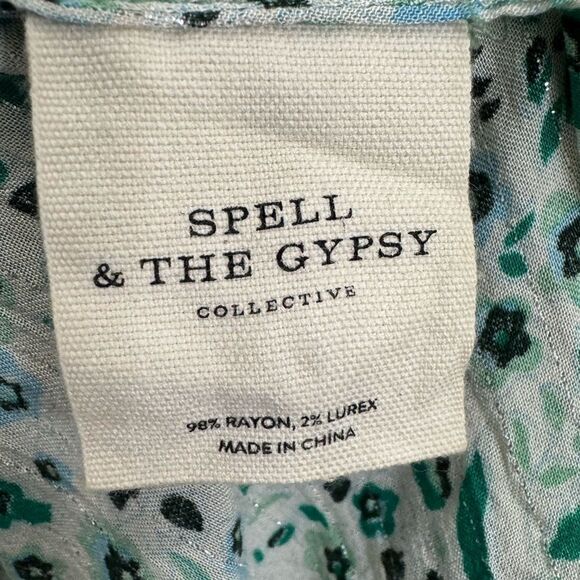 SPELL
& THE GYPSY
COLLECTIVE
98% RAYON, 2% LUREX
MADE IN CHINA